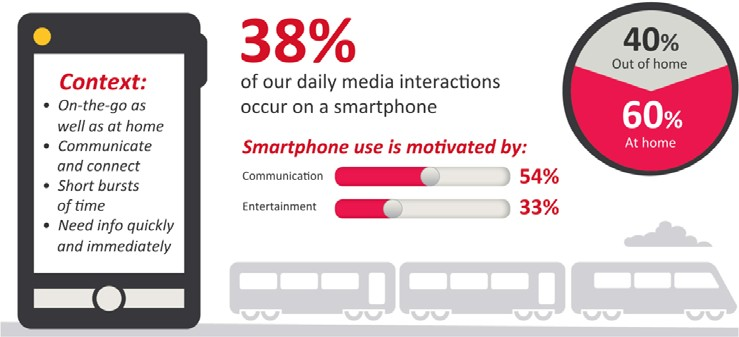 Context:
• On-the-go as
well as at home
• Communicate
and connect
• Short bursts
of time
• Need info quickly
and immediately
38%
of our daily media interactions
occur on a smartphone
Smartphone use is motivated by:
Communication 54%
Entertainment 33%
40%
Out of home
60%
At home